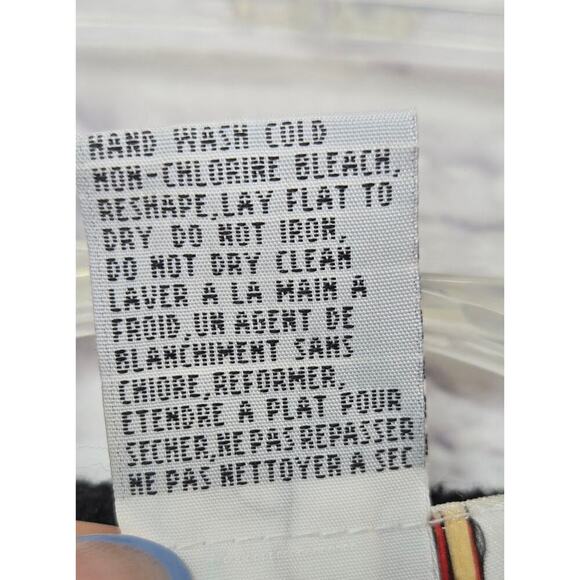 HAND WASH COLD
NON-CHLORINE BLEACH,
RESHAPE,LAY FLAT TO
DRY DO NOT IRON,
DO NOT DRY CLEAN
LAVER A LA MAIN A
FROID,UN AGENT DE
BLANCHIMENT SANS
CHIORE,REFORMER,
ETENDRE A PLAT POUR
SECHER,NE PAS REPASSER
NE PAS NETTOYER A SEC